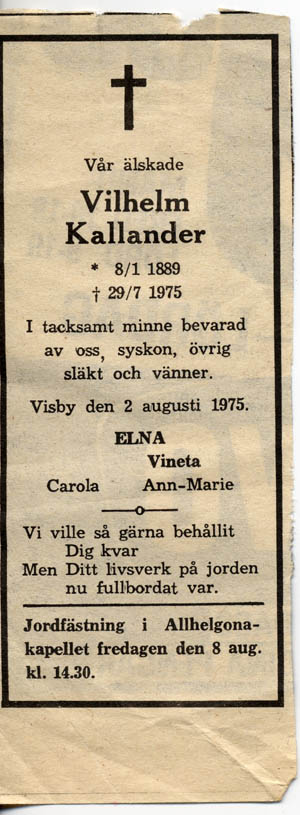 Vår älskade
Vilhelm
Kallander
* 8/1 1889
† 29/7 1975
I tacksamt minne bevarad
av oss, syskon, övrig
släkt och vänner.
Visby den 2 augusti 1975.
ELNA
Vineta
Carola Ann-Marie
Vi ville så gärna behållit
Dig kvar
Men Ditt livsverk på jorden
nu fullbordat var.
Jordfästning i Allhelgona-
kapellet fredagen den 8 aug.
kl. 14.30.